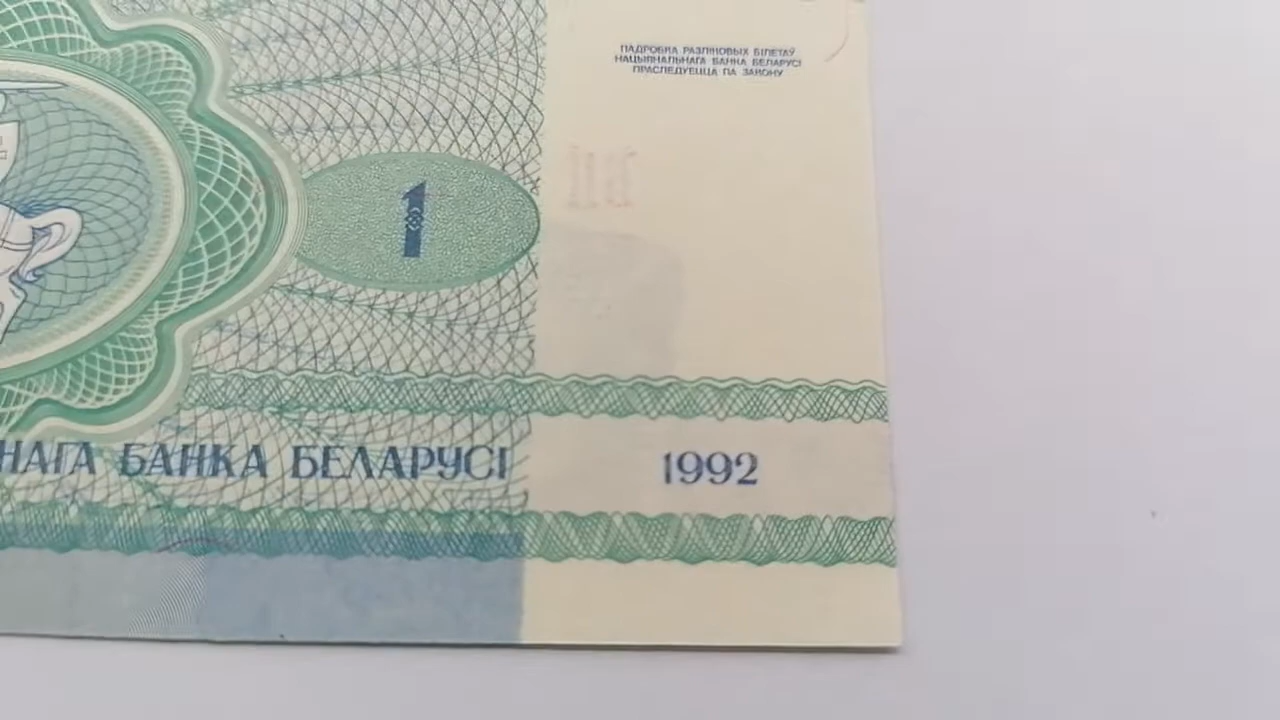 ПАДРОБКА РАЗЛІКОВЫХ БІЛЕТАЎ
НАЦЫЯНАЛЬНАГА БАНКА БЕЛАРУСІ
ПРАСЛЕДУЕЦЦА ПА ЗАКОНУ
1
НАГА БАНКА БЕЛАРУСІ
1992